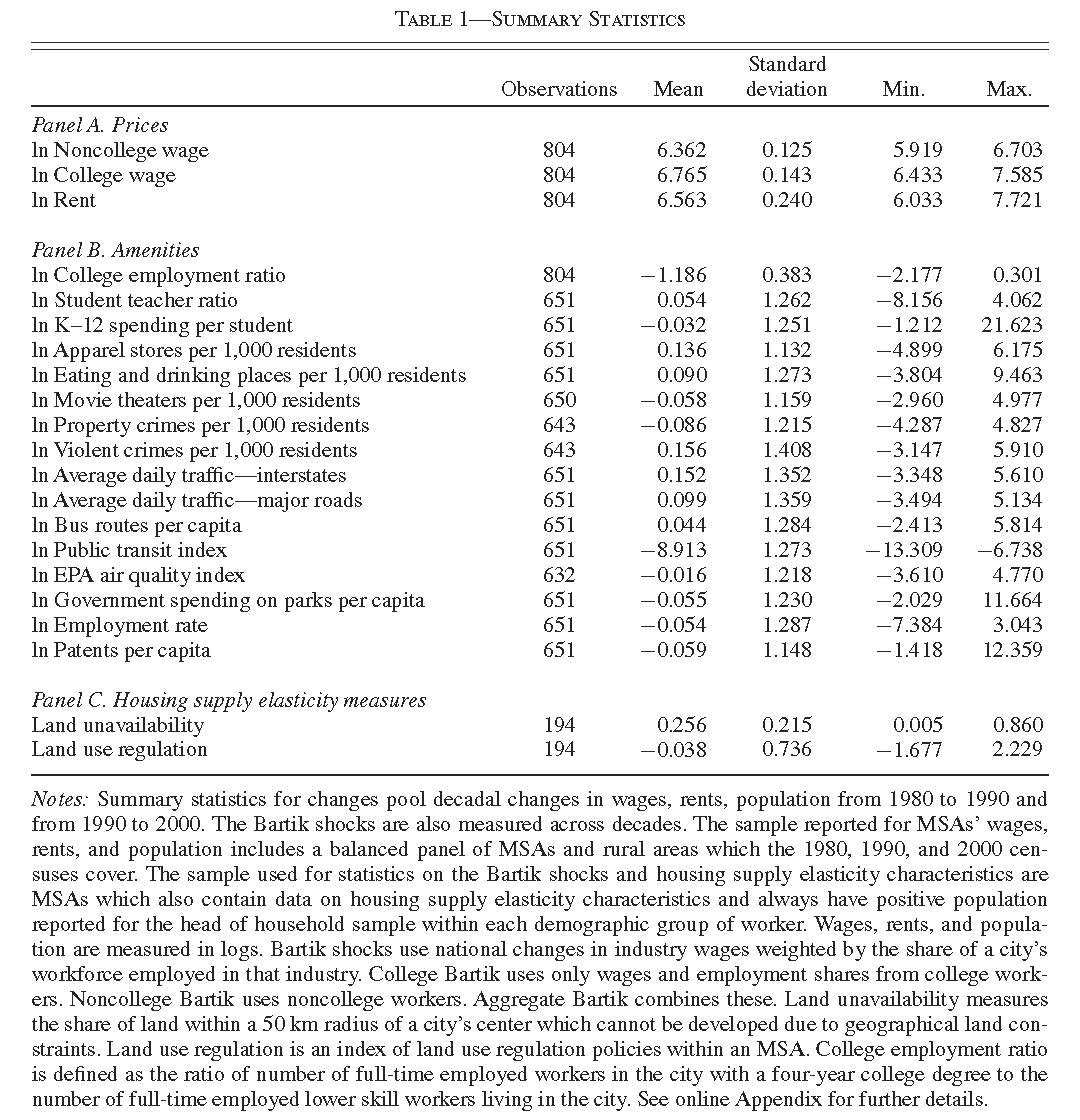 TABLE 1—SUMMARY STATISTICS
Standard
Observations Mean deviation Min. Max.
Panel A. Prices
ln Noncollege wage 804 6.362 0.125 5.919 6.703
ln College wage 804 6.765 0.143 6.433 7.585
ln Rent 804 6.563 0.240 6.033 7.721
Panel B. Amenities
ln College employment ratio 804 −1.186 0.383 −2.177 0.301
ln Student teacher ratio 651 0.054 1.262 −8.156 4.062
ln K–12 spending per student 651 −0.032 1.251 −1.212 21.623
ln Apparel stores per 1,000 residents 651 0.136 1.132 −4.899 6.175
ln Eating and drinking places per 1,000 residents 651 0.090 1.273 −3.804 9.463
ln Movie theaters per 1,000 residents 650 −0.058 1.159 −2.960 4.977
ln Property crimes per 1,000 residents 643 −0.086 1.215 −4.287 4.827
ln Violent crimes per 1,000 residents 643 0.156 1.408 −3.147 5.910
ln Average daily traffic—interstates 651 0.152 1.352 −3.348 5.610
ln Average daily traffic—major roads 651 0.099 1.359 −3.494 5.134
ln Bus routes per capita 651 0.044 1.284 −2.413 5.814
ln Public transit index 651 −8.913 1.273 −13.309 −6.738
ln EPA air quality index 632 −0.016 1.218 −3.610 4.770
ln Government spending on parks per capita 651 −0.055 1.230 −2.029 11.664
ln Employment rate 651 −0.054 1.287 −7.384 3.043
ln Patents per capita 651 −0.059 1.148 −1.418 12.359
Panel C. Housing supply elasticity measures
Land unavailability 194 0.256 0.215 0.005 0.860
Land use regulation 194 −0.038 0.736 −1.677 2.229
Notes: Summary statistics for changes pool decadal changes in wages, rents, population from 1980 to 1990 and
from 1990 to 2000. The Bartik shocks are also measured across decades. The sample reported for MSAs' wages,
rents, and population includes a balanced panel of MSAs and rural areas which the 1980, 1990, and 2000 cen-
suses cover. The sample used for statistics on the Bartik shocks and housing supply elasticity characteristics are
MSAs which also contain data on housing supply elasticity characteristics and always have positive population
reported for the head of household sample within each demographic group of worker. Wages, rents, and popula-
tion are measured in logs. Bartik shocks use national changes in industry wages weighted by the share of a city's
workforce employed in that industry. College Bartik uses only wages and employment shares from college work-
ers. Noncollege Bartik uses noncollege workers. Aggregate Bartik combines these. Land unavailability measures
the share of land within a 50 km radius of a city's center which cannot be developed due to geographical land con-
straints. Land use regulation is an index of land use regulation policies within an MSA. College employment ratio
is defined as the ratio of number of full-time employed workers in the city with a four-year college degree to the
number of full-time employed lower skill workers living in the city. See online Appendix for further details.